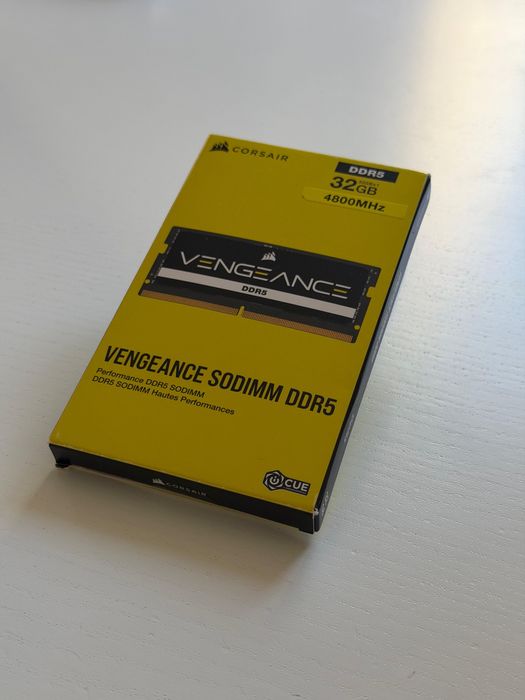 CORSAIR
DDR5
32GB
4800MHz
VENGEANCE
DDR5
VENGEANCE SODIMM DDR5
Performance DDR5 SODIMM
DDR5 SODIMM Hautes Performances
CUE
CORSAIR